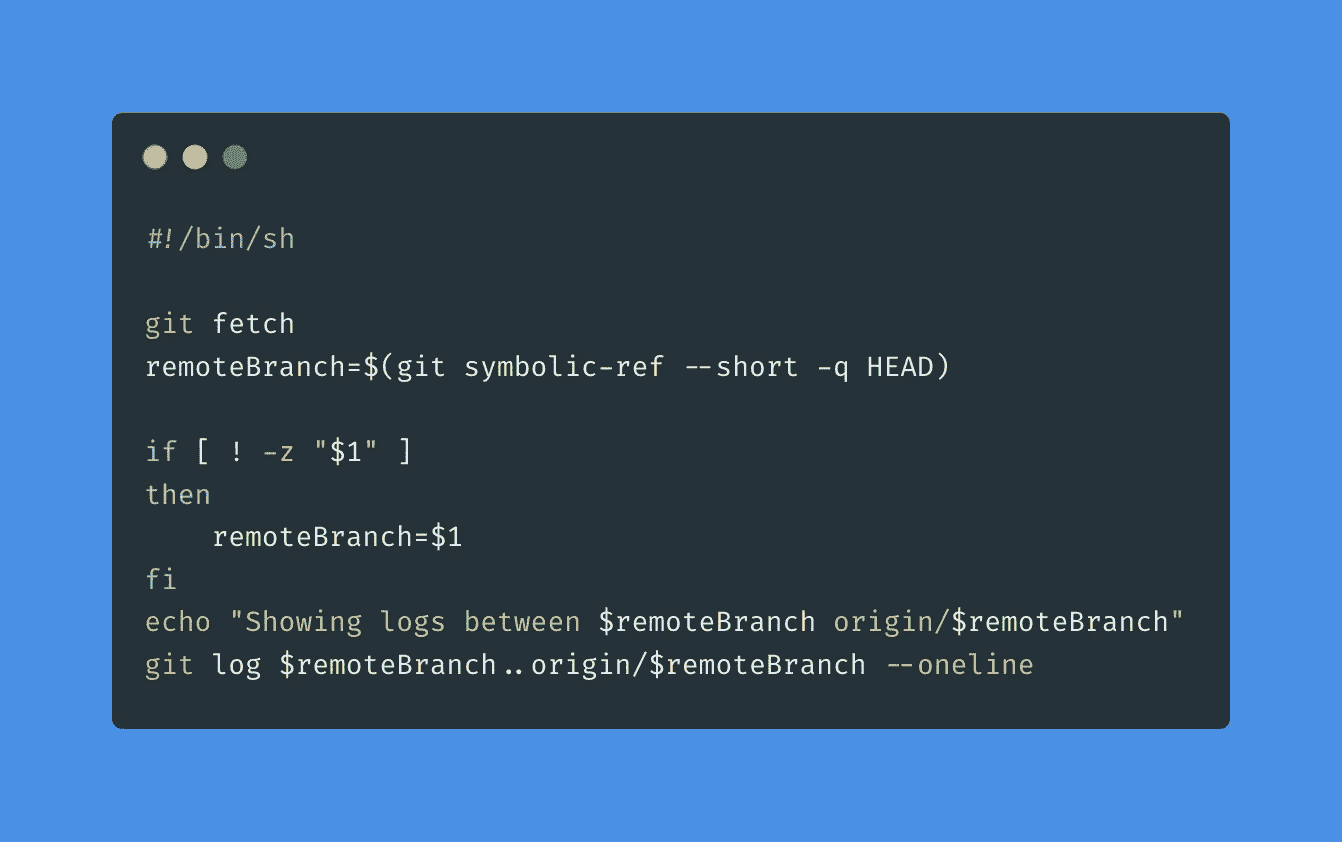 #!/bin/sh
git fetch
remoteBranch=$(git symbolic-ref --short -q HEAD)
if [ ! -z "$1" ]
then
    remoteBranch=$1
fi
echo "Showing logs between $remoteBranch origin/$remoteBranch"
git log $remoteBranch..origin/$remoteBranch --oneline